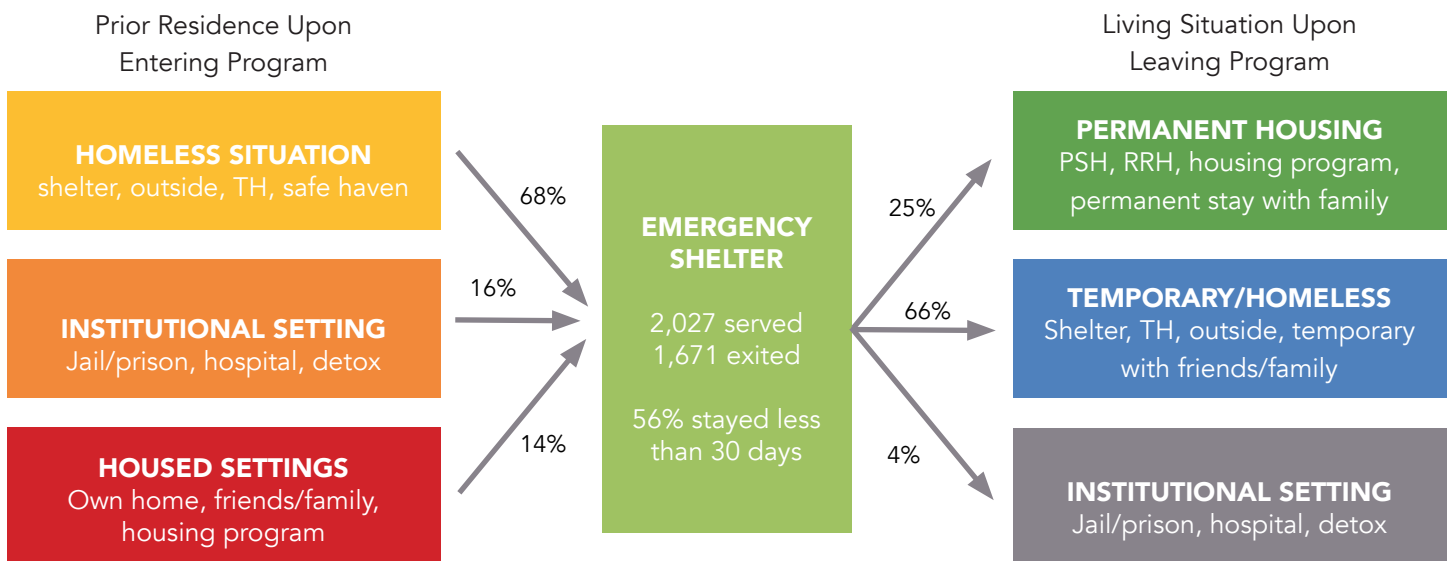 Prior Residence Upon
Entering Program
HOMELESS SITUATION
shelter, outside, TH, safe haven
INSTITUTIONAL SETTING
Jail/prison, hospital, detox
HOUSED SETTINGS
Own home, friends/family,
housing program
68%
16%
14%
EMERGENCY
SHELTER
2,027 served
1,671 exited
56% stayed less
than 30 days
25%
66%
4%
Living Situation Upon
Leaving Program
PERMANENT HOUSING
PSH, RRH, housing program,
permanent stay with family
TEMPORARY/HOMELESS
Shelter, TH, outside, temporary
with friends/family
INSTITUTIONAL SETTING
Jail/prison, hospital, detox